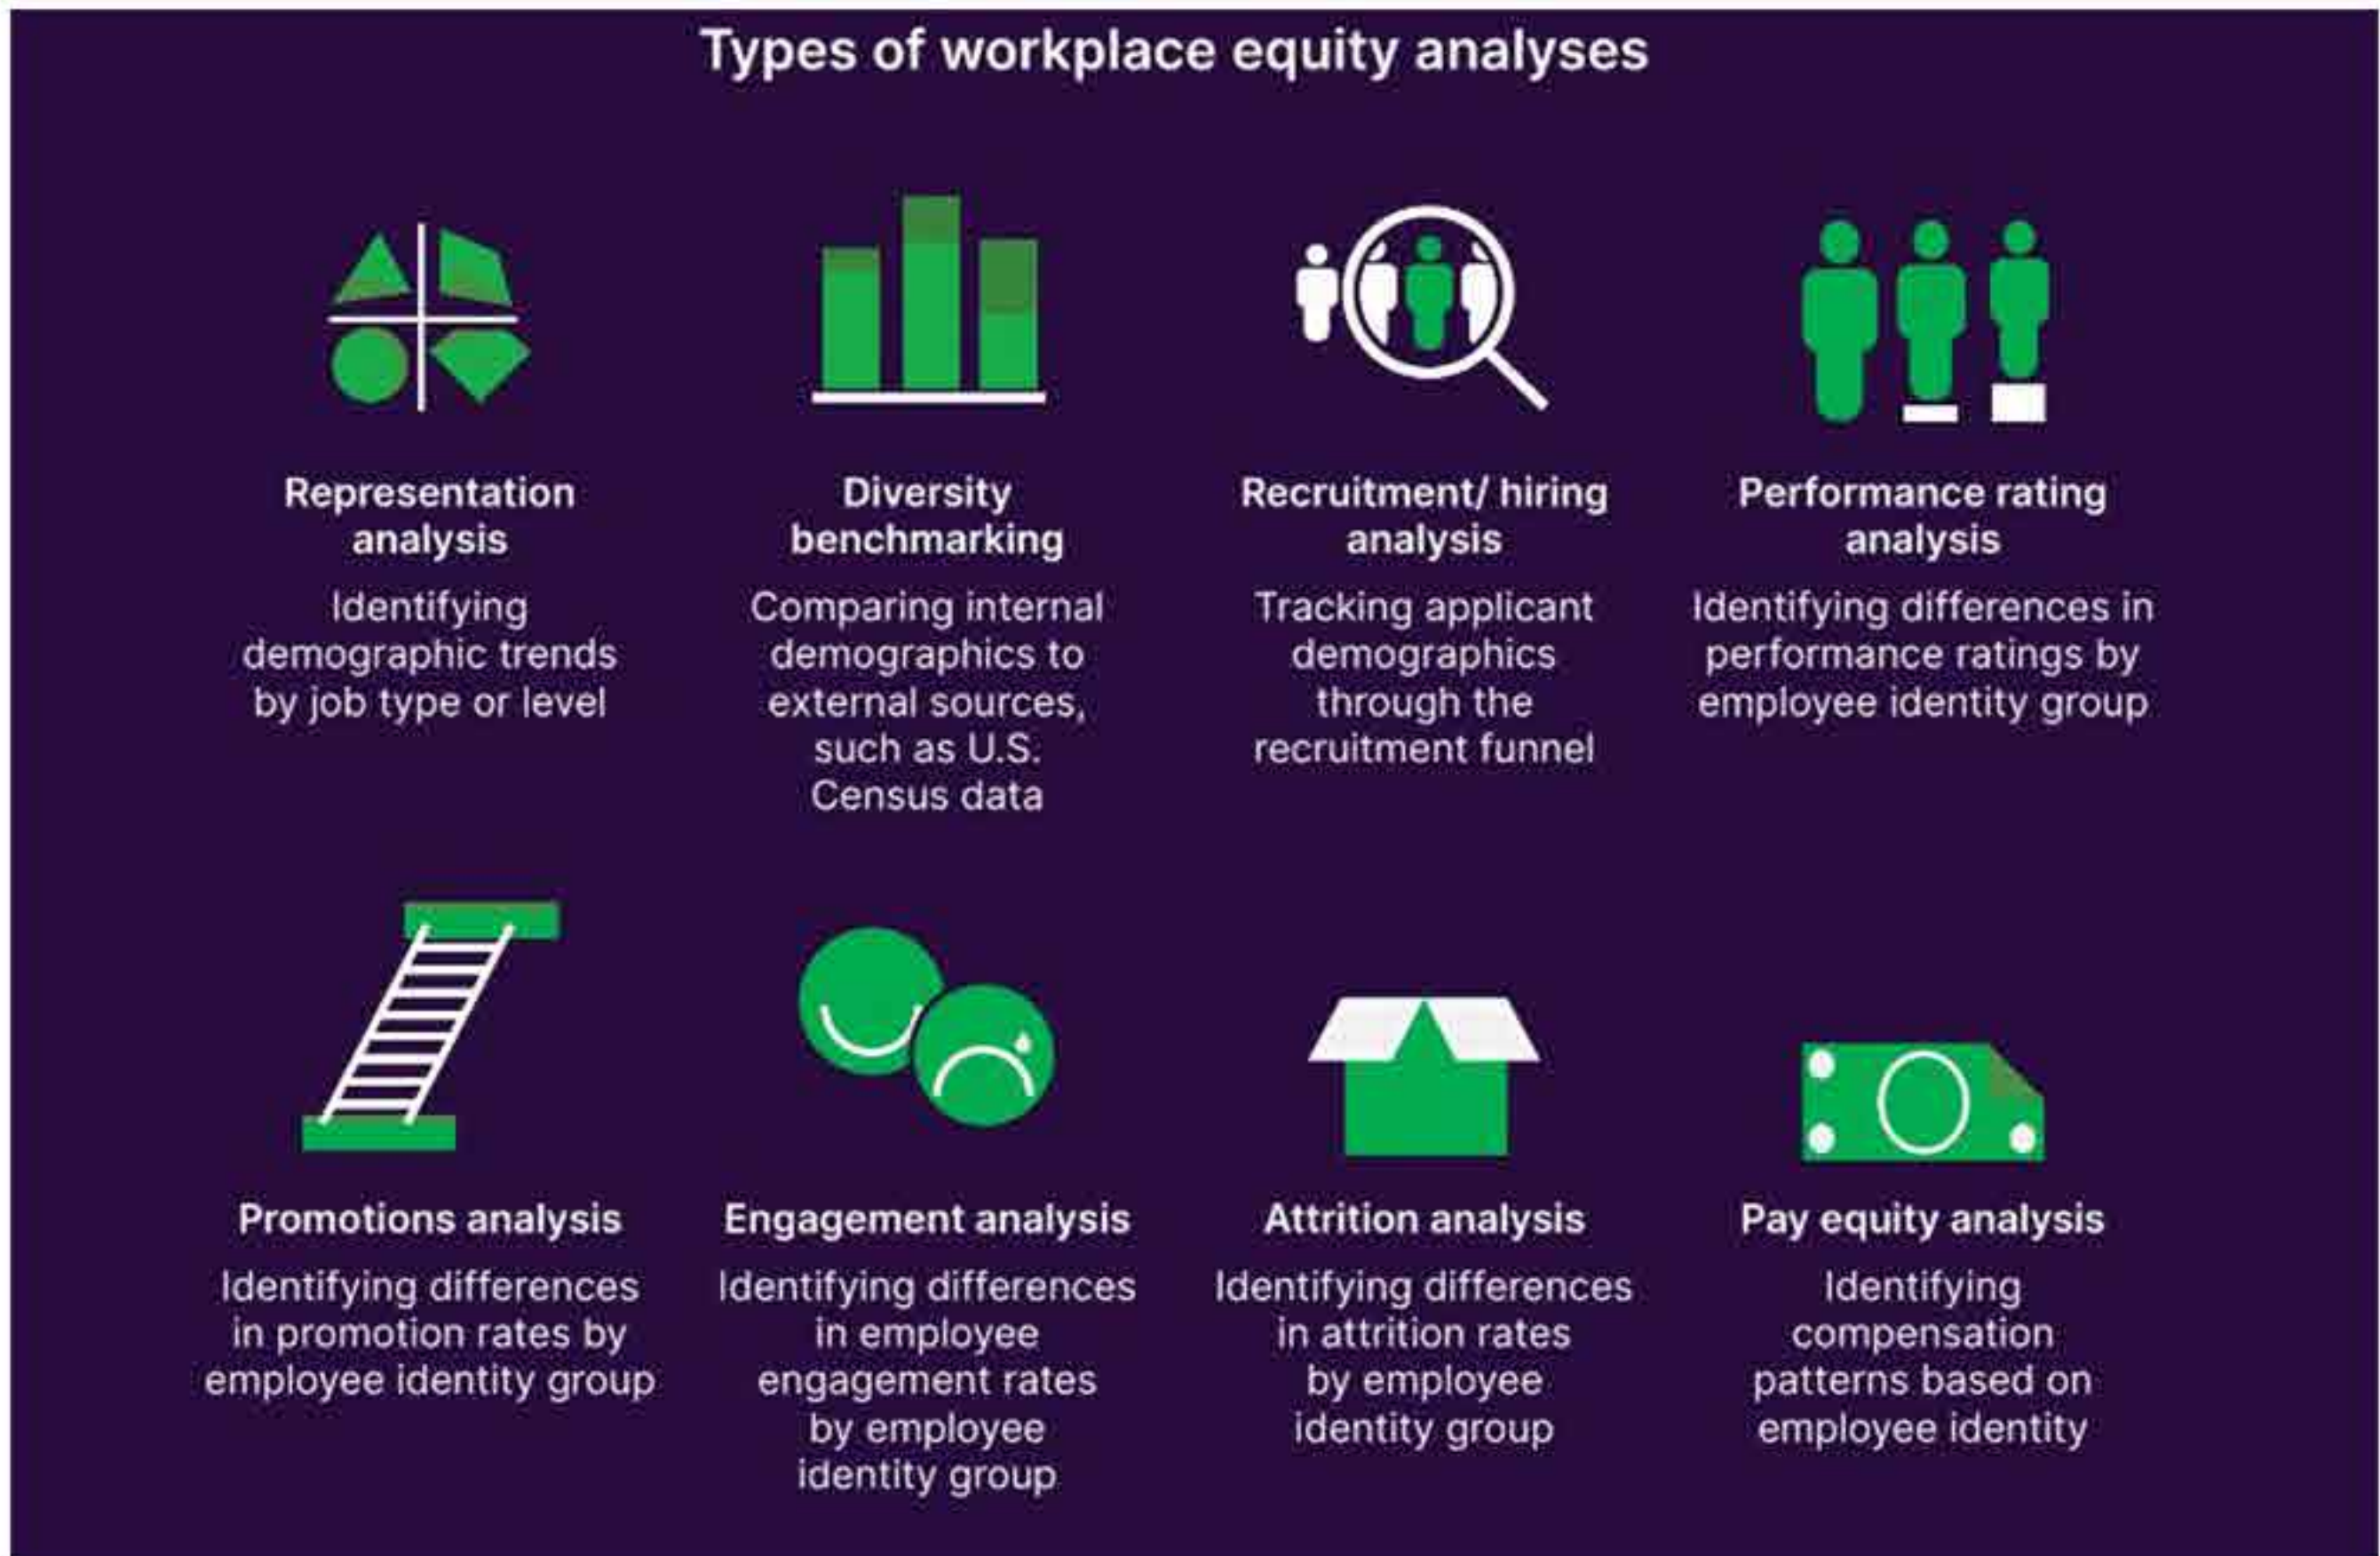 Types of workplace equity analyses
Representation
analysis
Identifying
demographic trends
by job type or level
Diversity
benchmarking
Comparing internal
demographics to
external sources,
such as U.S.
Census data
Recruitment/ hiring
analysis
Tracking applicant
demographics
through the
recruitment funnel
Performance rating
analysis
Identifying differences in
performance ratings by
employee identity group
Promotions analysis
Identifying differences
in promotion rates by
employee identity group
Engagement analysis
Identifying differences
in employee
engagement rates
by employee
identity group
Attrition analysis
Identifying differences
in attrition rates
by employee
identity group
Pay equity analysis
Identifying
compensation
patterns based on
employee identity